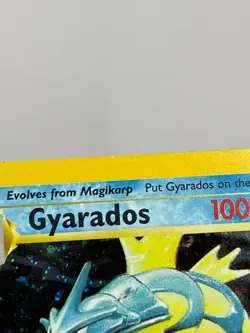 Evolves from Magikarp Put Gyarados on the
Gyarados 100